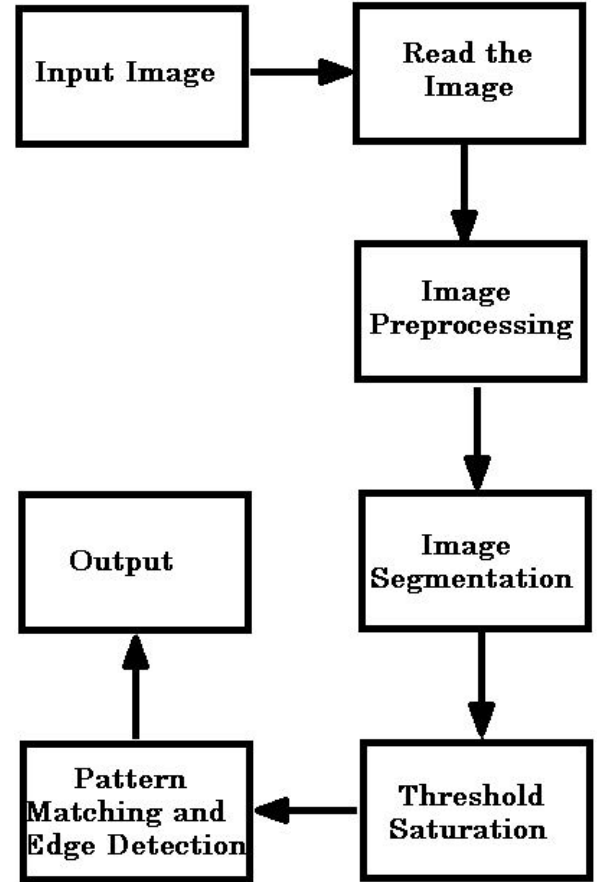 Input Image
Read the
Image
Image
Preprocessing
Image
Segmentation
Threshold
Saturation
Pattern
Matching and
Edge Detection
Output